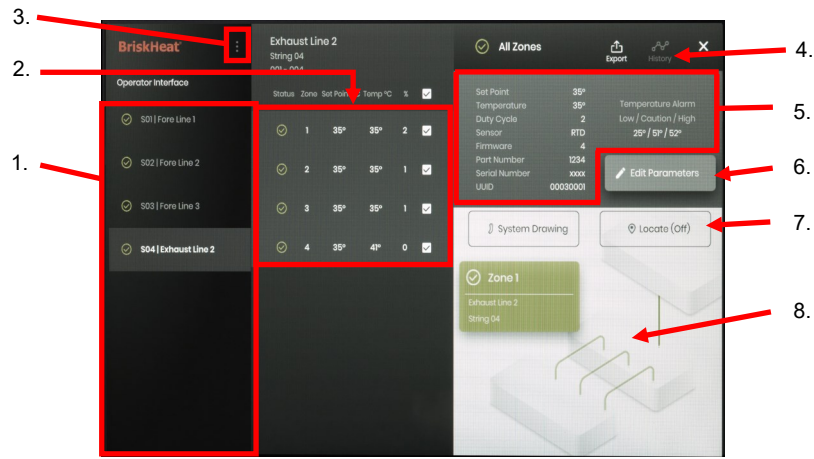 3.
BriskHeat
Operator Interface
S01 | Fore Line 1
S02 | Fore Line 2
S03 | Fore Line 3
S04 | Exhaust Line 2
2.
1.
Exhaust Line 2
String 04
001 - 004
Status Zone Set Point °C Temp °C % 
1 35° 35° 2
2 35° 35° 1
3 35° 35° 1
4 35° 41° 0
All Zones
Export
History
X
4.
Set Point 35°
Temperature 35°
Duty Cycle 2
Sensor RTD
Firmware 4
Part Number 1234
Serial Number xxxx
UUID 00030001
Temperature Alarm
Low / Caution / High
25° / 51° / 52°
5.
Edit Parameters
6.
System Drawing
Locate (Off)
7.
Zone 1
Exhaust Line 2
String 04
8.